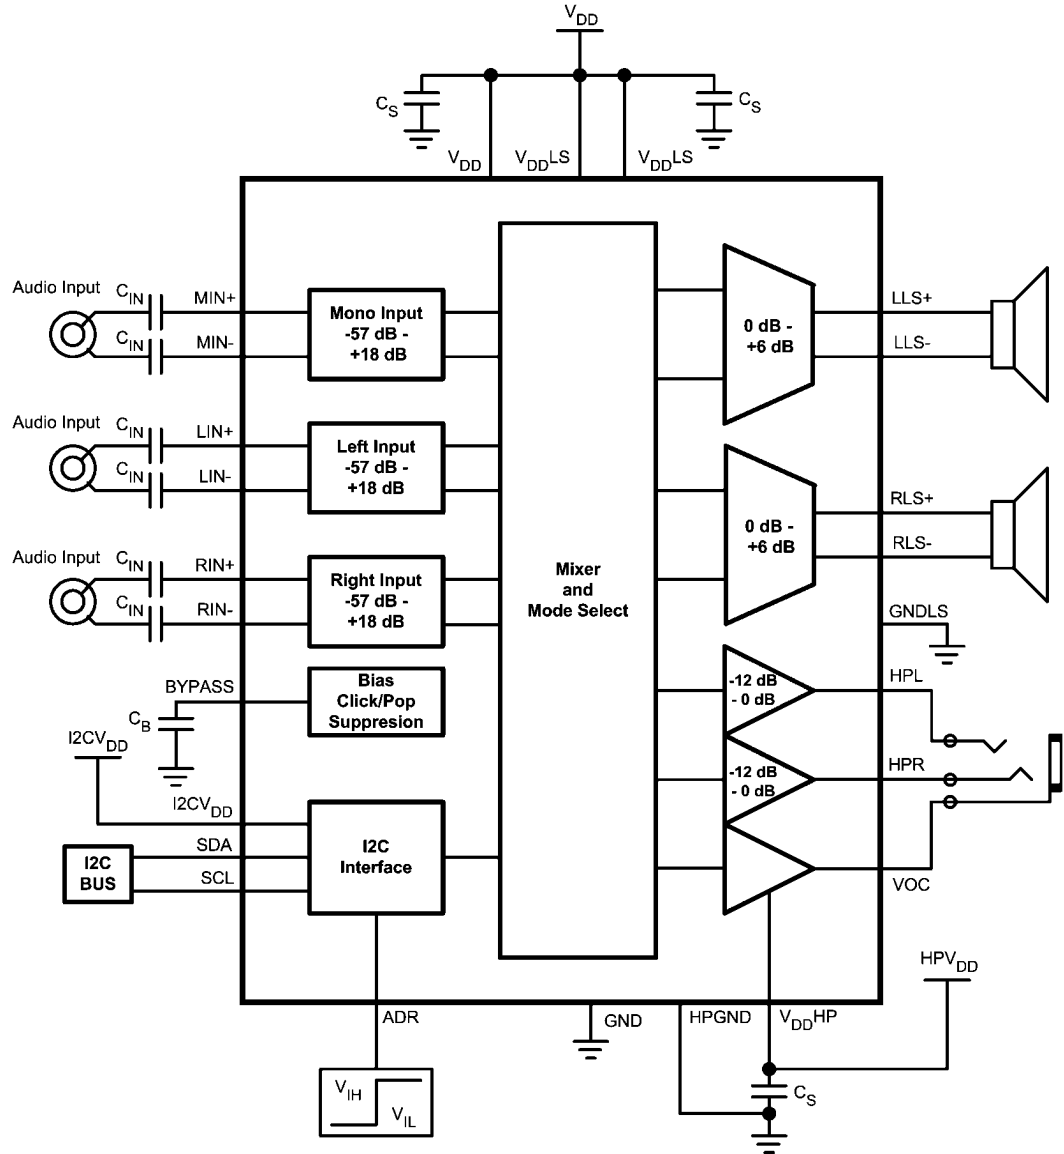 VDD
CS
CS
VDD
VDDLS
VDDLS
Audio Input
CIN
MIN+
CIN
MIN-
Mono Input
-57 dB -
+18 dB
0 dB -
+6 dB
LLS+
LLS-
Audio Input
CIN
LIN+
CIN
LIN-
Left Input
-57 dB -
+18 dB
0 dB -
+6 dB
RLS+
RLS-
Audio Input
CIN
RIN+
CIN
RIN-
Right Input
-57 dB -
+18 dB
Mixer
and
Mode Select
GNDLS
BYPASS
CB
Bias
Click/Pop
Suppresion
-12 dB
- 0 dB
HPL
I2CVDD
I2CVDD
-12 dB
- 0 dB
HPR
I2C
BUS
SDA
SCL
I2C
Interface
VOC
HPVDD
ADR
GND
HPGND
VDDHP
VIH
VIL
CS